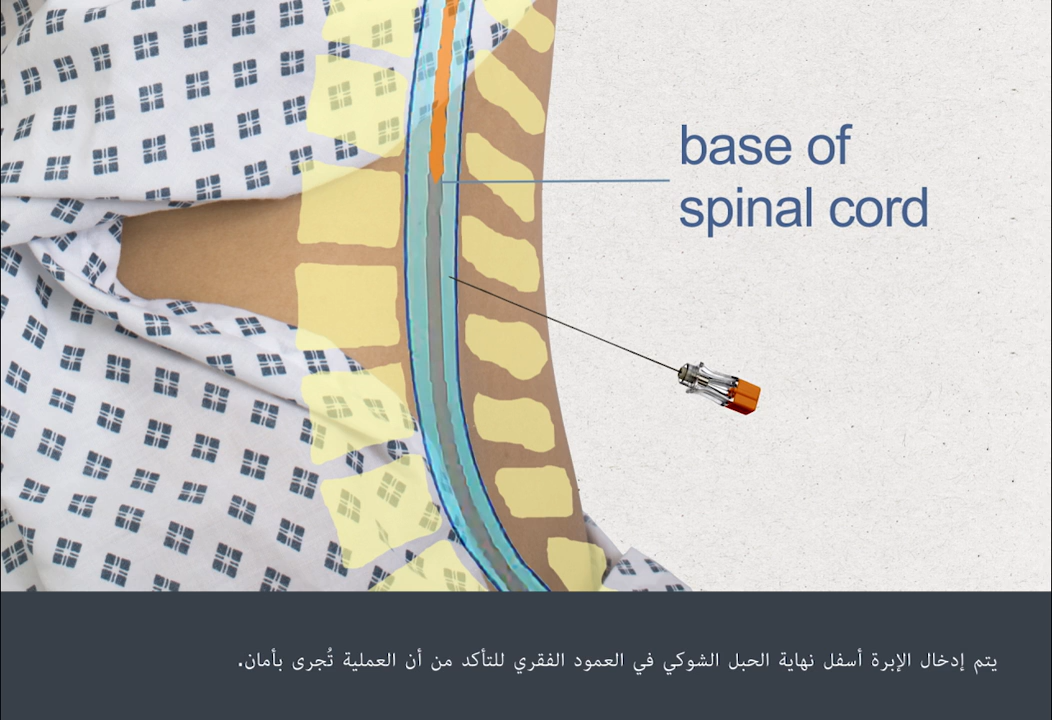 base of
spinal cord
يتم إدخال الإبرة أسفل نهاية الحبل الشوكي في العمود الفقري للتأكد من أن العملية تُجرى بأمان.